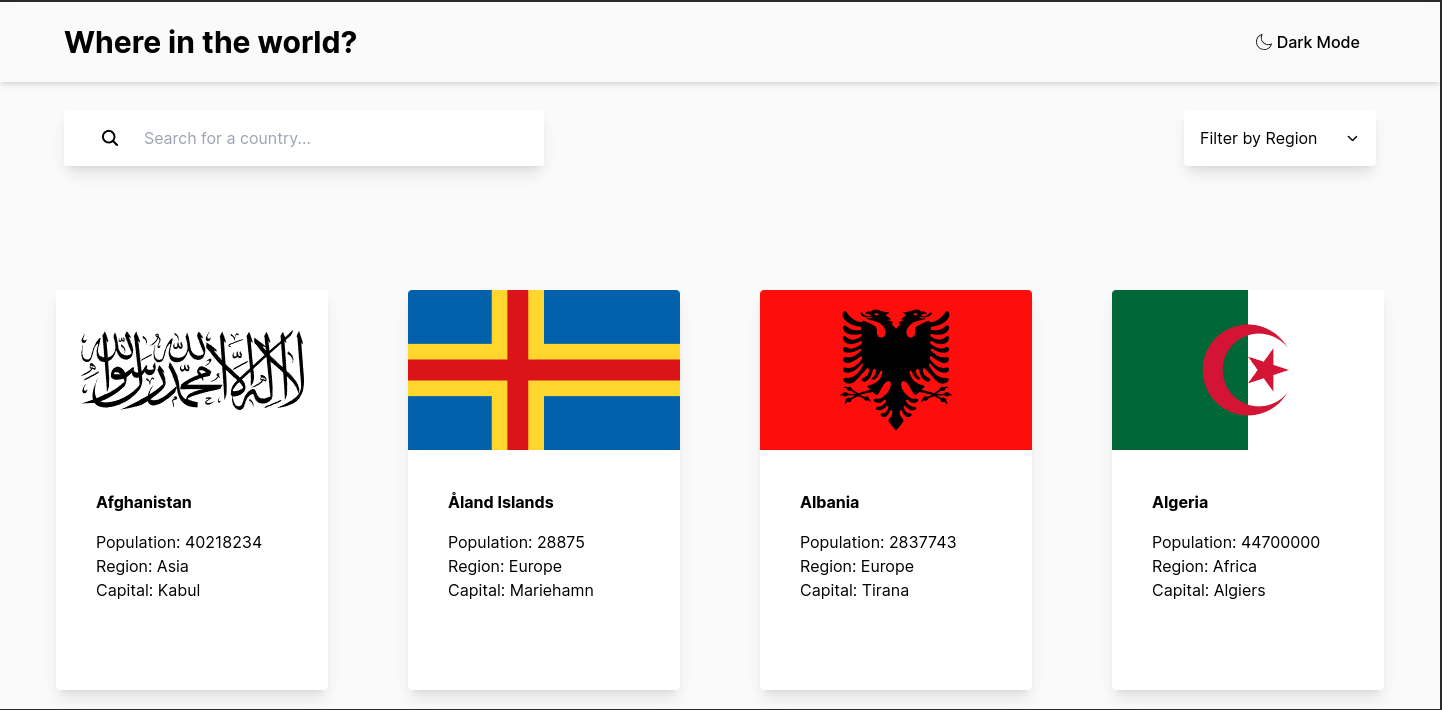 Where in the world?
Dark Mode
Search for a country...
Filter by Region
لا إله إلا الله محمد رسول الله
Afghanistan
Population: 40218234
Region: Asia
Capital: Kabul
Åland Islands
Population: 28875
Region: Europe
Capital: Mariehamn
Albania
Population: 2837743
Region: Europe
Capital: Tirana
Algeria
Population: 44700000
Region: Africa
Capital: Algiers